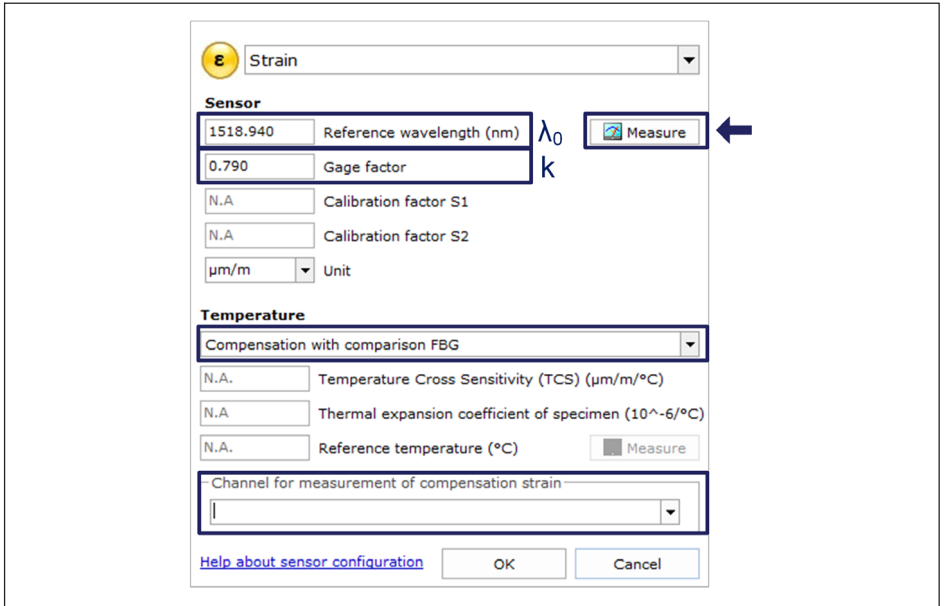 ε Strain
Sensor
1518.940 Reference wavelength (nm) λ0 Measure
0.790 Gage factor k
N.A Calibration factor S1
N.A Calibration factor S2
µm/m Unit
Temperature
Compensation with comparison FBG
N.A. Temperature Cross Sensitivity (TCS) (µm/m/°C)
N.A Thermal expansion coefficient of specimen (10^-6/°C)
N.A. Reference temperature (°C) Measure
Channel for measurement of compensation strain
Help about sensor configuration OK Cancel